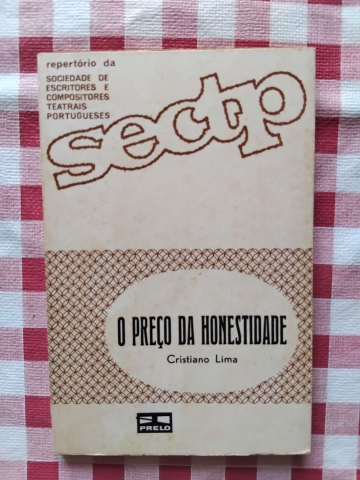 repertório da
SOCIEDADE DE
ESCRITORES E
COMPOSITORES
TEATRAIS
PORTUGUESES
sectp
O PREÇO DA HONESTIDADE
Cristiano Lima
PRELO